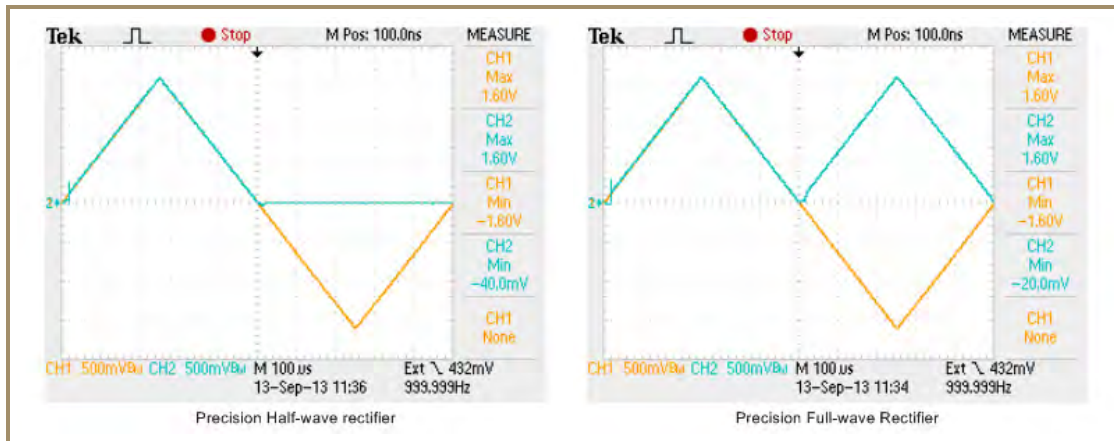 Tek Stop M Pos: 100.0ns MEASURE
CH1
Max
1.60V
CH2
Max
1.60V
CH1
Min
-1.60V
CH2
Min
-40.0mV
CH1
None
2
CH1 500mVBw CH2 500mVBw M 100µs Ext 432mV
13-Sep-13 11:36 999.999Hz
Precision Half-wave rectifier
Tek Stop M Pos: 100.0ns MEASURE
CH1
Max
1.60V
CH2
Max
1.60V
CH1
Min
-1.60V
CH2
Min
-20.0mV
CH1
None
2
CH1 500mVBw CH2 500mVBw M 100µs Ext 432mV
13-Sep-13 11:34 999.999Hz
Precision Full-wave Rectifier